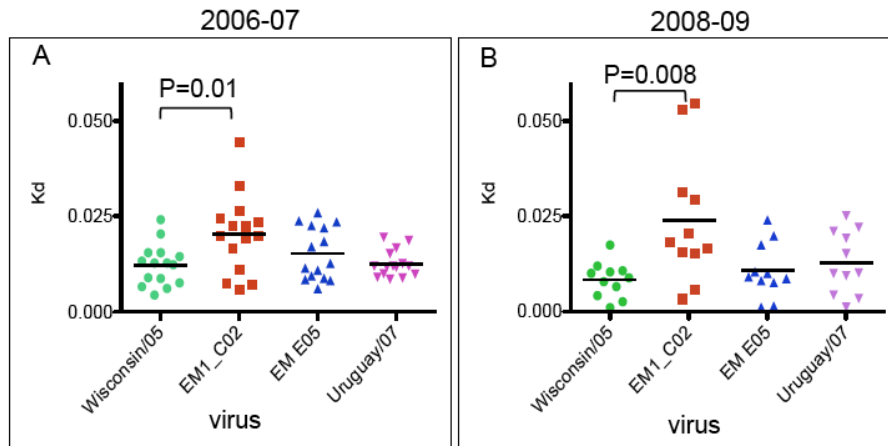 2006-07
A
P=0.01
0.050
0.025
0.000
Kd
Wisconsin/05
EM1_C02
EM E05
Uruguay/07
virus
2008-09
B
P=0.008
0.050
0.025
0.000
Kd
Wisconsin/05
EM1_C02
EM E05
Uruguay/07
virus